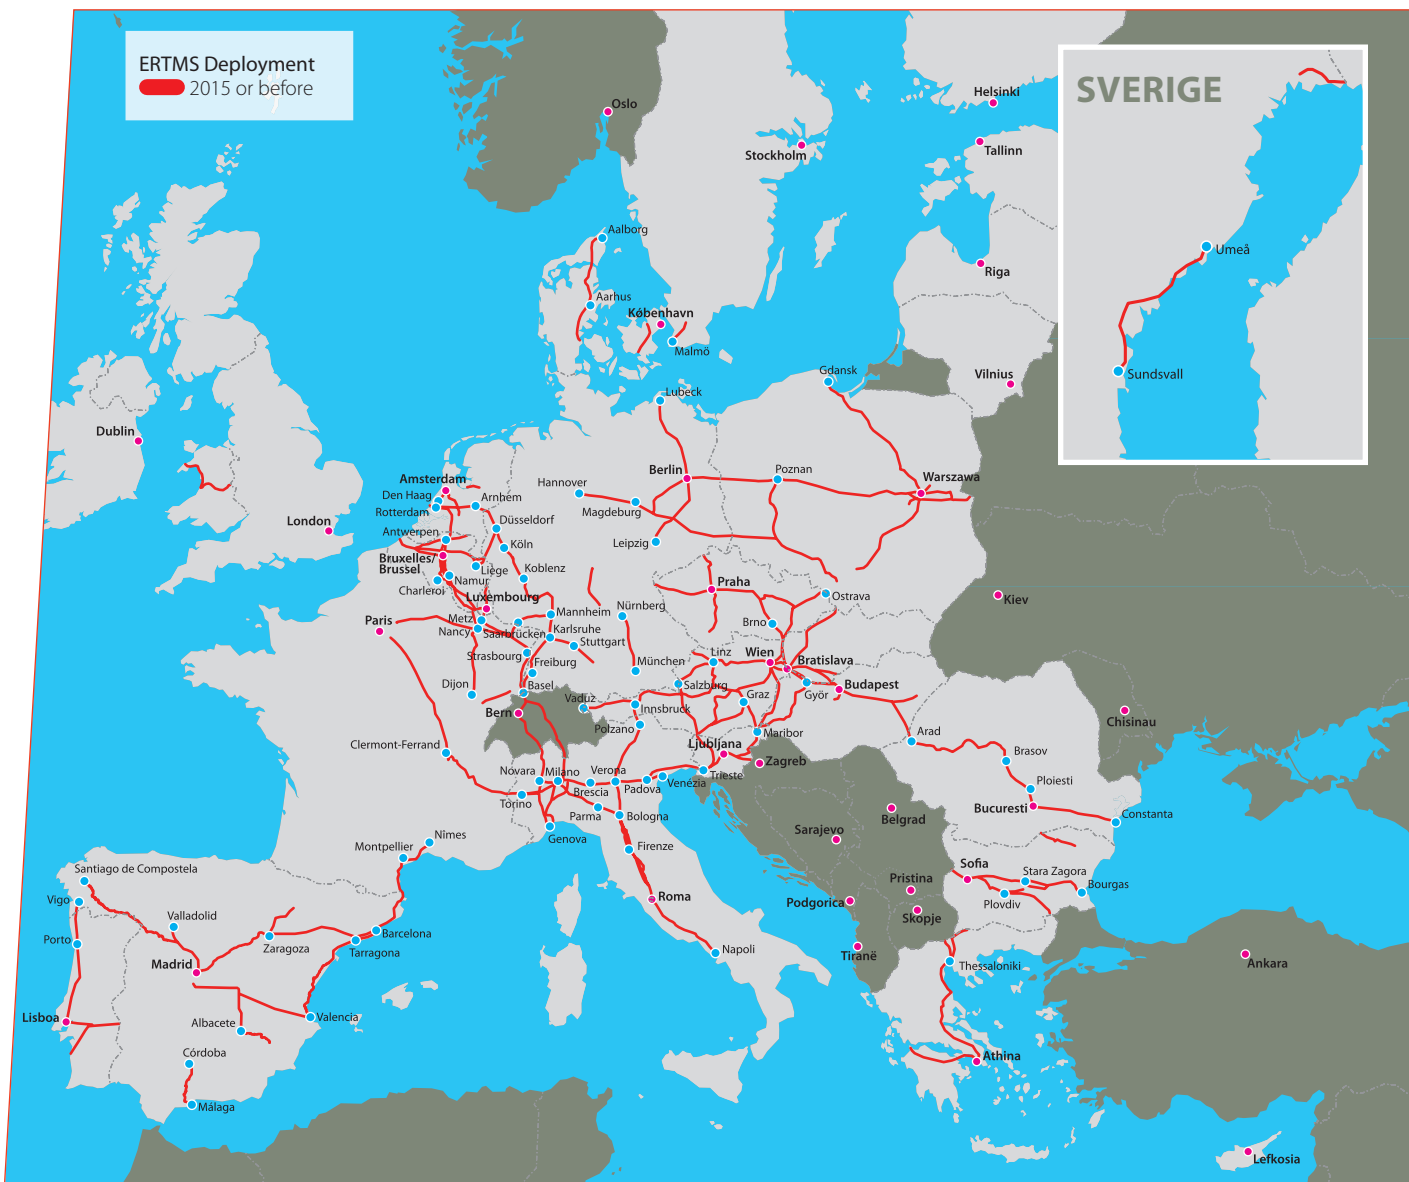 ERTMS Deployment
2015 or before
SVERIGE
Umeå
Sundsvall
Oslo
Helsinki
Stockholm
Tallinn
Aalborg
Riga
Aarhus
København
Malmö
Vilnius
Gdansk
Lubeck
Dublin
London
Amsterdam
Den Haag
Rotterdam
Arnhem
Hannover
Magdeburg
Berlin
Poznan
Warszawa
Antwerpen
Düsseldorf
Bruxelles/
Brussel
Köln
Leipzig
Liège
Namur
Charleroi
Koblenz
Luxembourg
Praha
Ostrava
Kiev
Paris
Metz
Nancy
Saarbrücken
Mannheim
Karlsruhe
Nürnberg
Stuttgart
Brno
Strasbourg
Freiburg
München
Linz
Wien
Bratislava
Dijon
Basel
Bern
Vaduz
Salzburg
Innsbruck
Graz
Györ
Budapest
Polzano
Maribor
Chisinau
Arad
Brasov
Clermont-Ferrand
Ljubljana
Zagreb
Trieste
Novara
Milano
Verona
Brescia
Padova
Venézia
Torino
Parma
Bologna
Ploiesti
Bucuresti
Constanta
Belgrad
Sarajevo
Genova
Firenze
Nîmes
Montpellier
Sofia
Stara Zagora
Bourgas
Plovdiv
Pristina
Skopje
Podgorica
Tiranë
Roma
Napoli
Santiago de Compostela
Vigo
Valladolid
Porto
Zaragoza
Barcelona
Tarragona
Madrid
Thessaloniki
Ankara
Lisboa
Albacete
Valencia
Córdoba
Málaga
Athina
Lefkosia